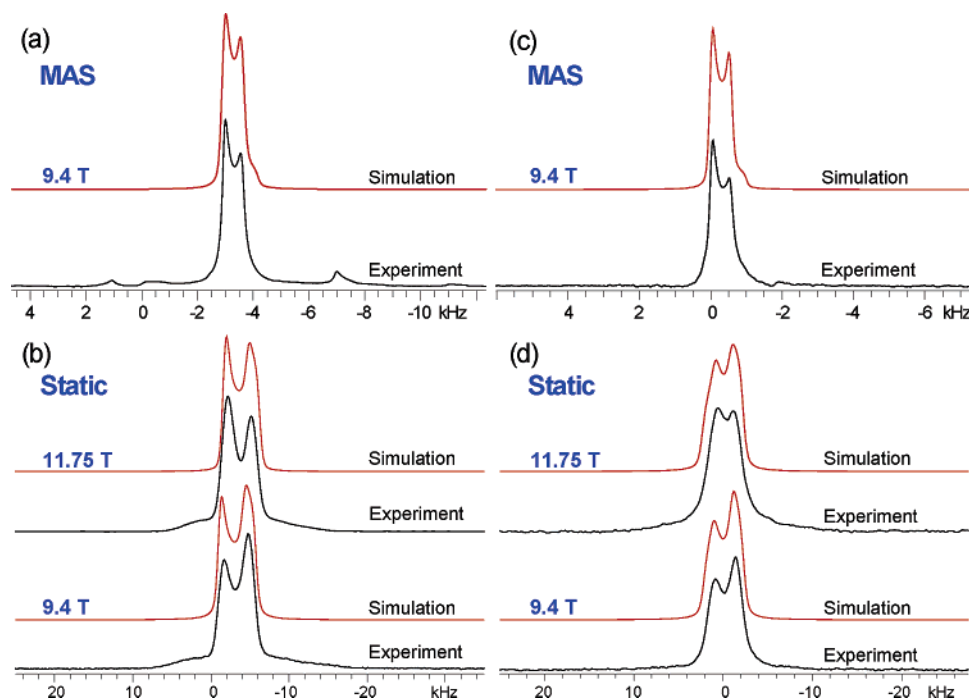 (a)
MAS
9.4 T
Simulation
Experiment
4 2 0 -2 -4 -6 -8 -10 kHz
(b)
Static
11.75 T
Simulation
Experiment
9.4 T
Simulation
Experiment
20 10 0 -10 -20 kHz
(c)
MAS
9.4 T
Simulation
Experiment
4 2 0 -2 -4 -6 kHz
(d)
Static
11.75 T
Simulation
Experiment
9.4 T
Simulation
Experiment
20 10 0 -10 -20 kHz